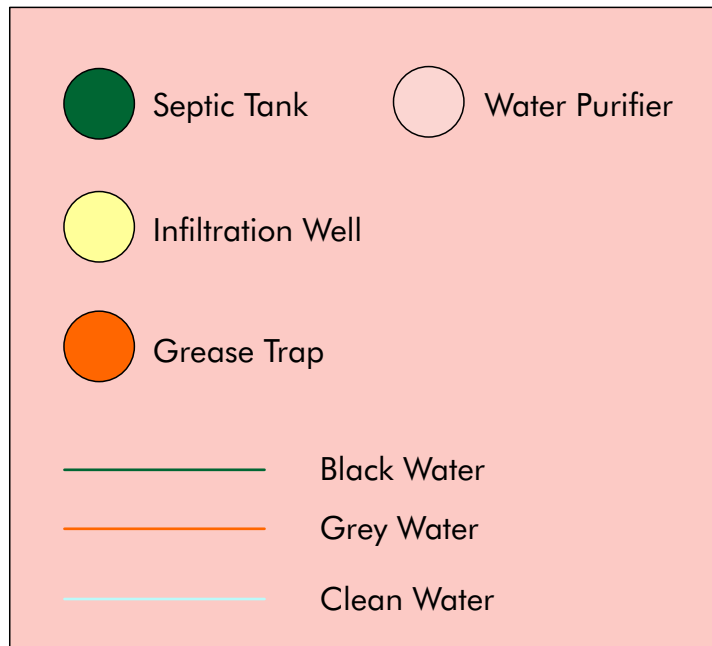 Septic Tank
Water Purifier
Infiltration Well
Grease Trap
Black Water
Grey Water
Clean Water